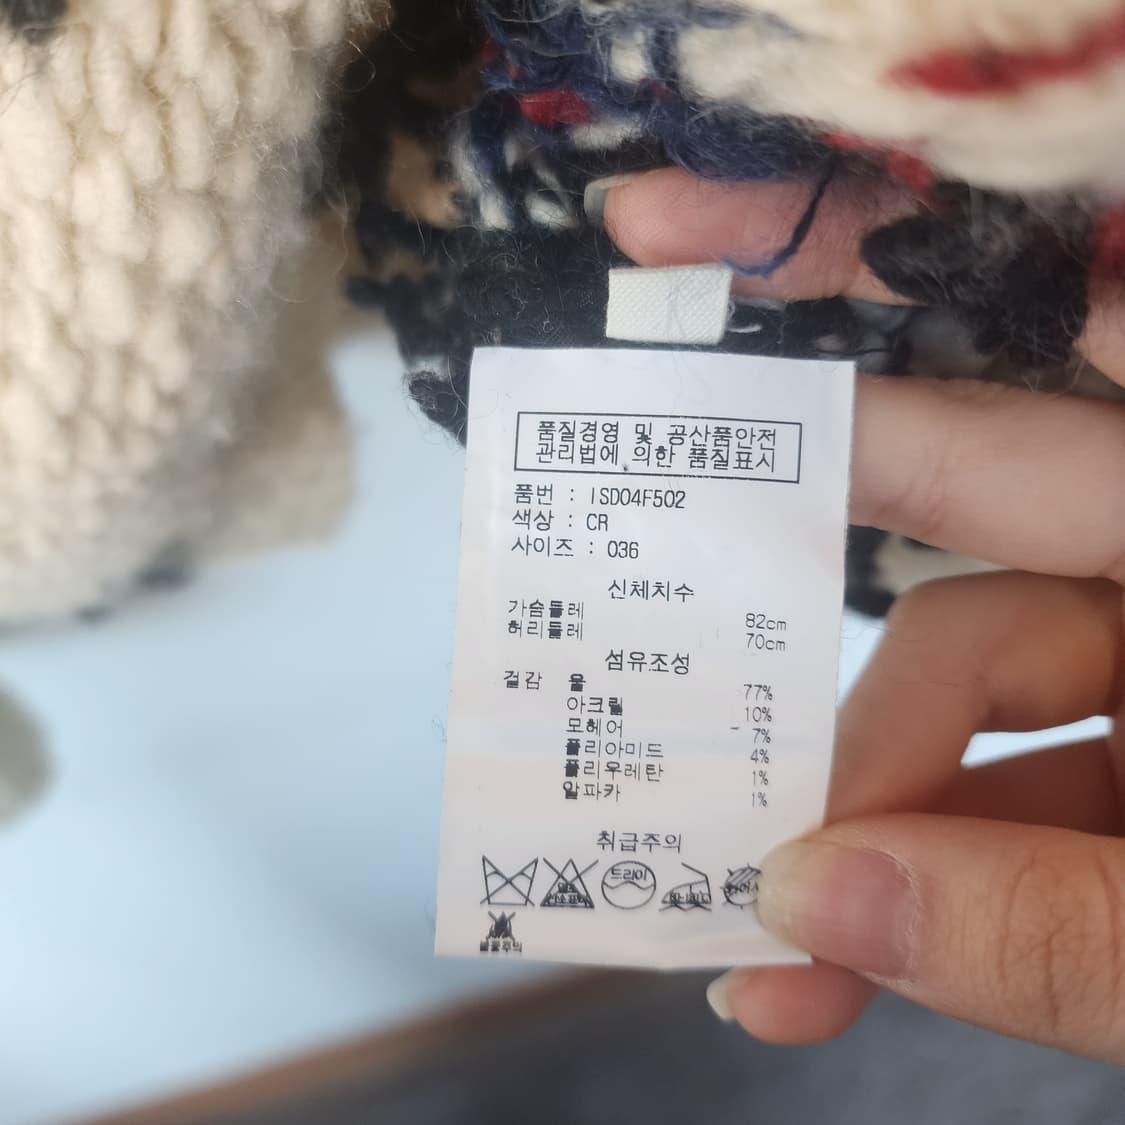 품질경영 및 공산품안전
관리법에 의한 품질표시
품번 : ISD04F502
색상 : CR
사이즈 : 036
신체치수
가슴둘레 82cm
허리둘레 70cm
섬유조성
겉감 울 77%
아크릴 10%
모헤어 7%
폴리아미드 4%
폴리우레탄 1%
알파카 1%
취급주의
드라이
불꽃주의